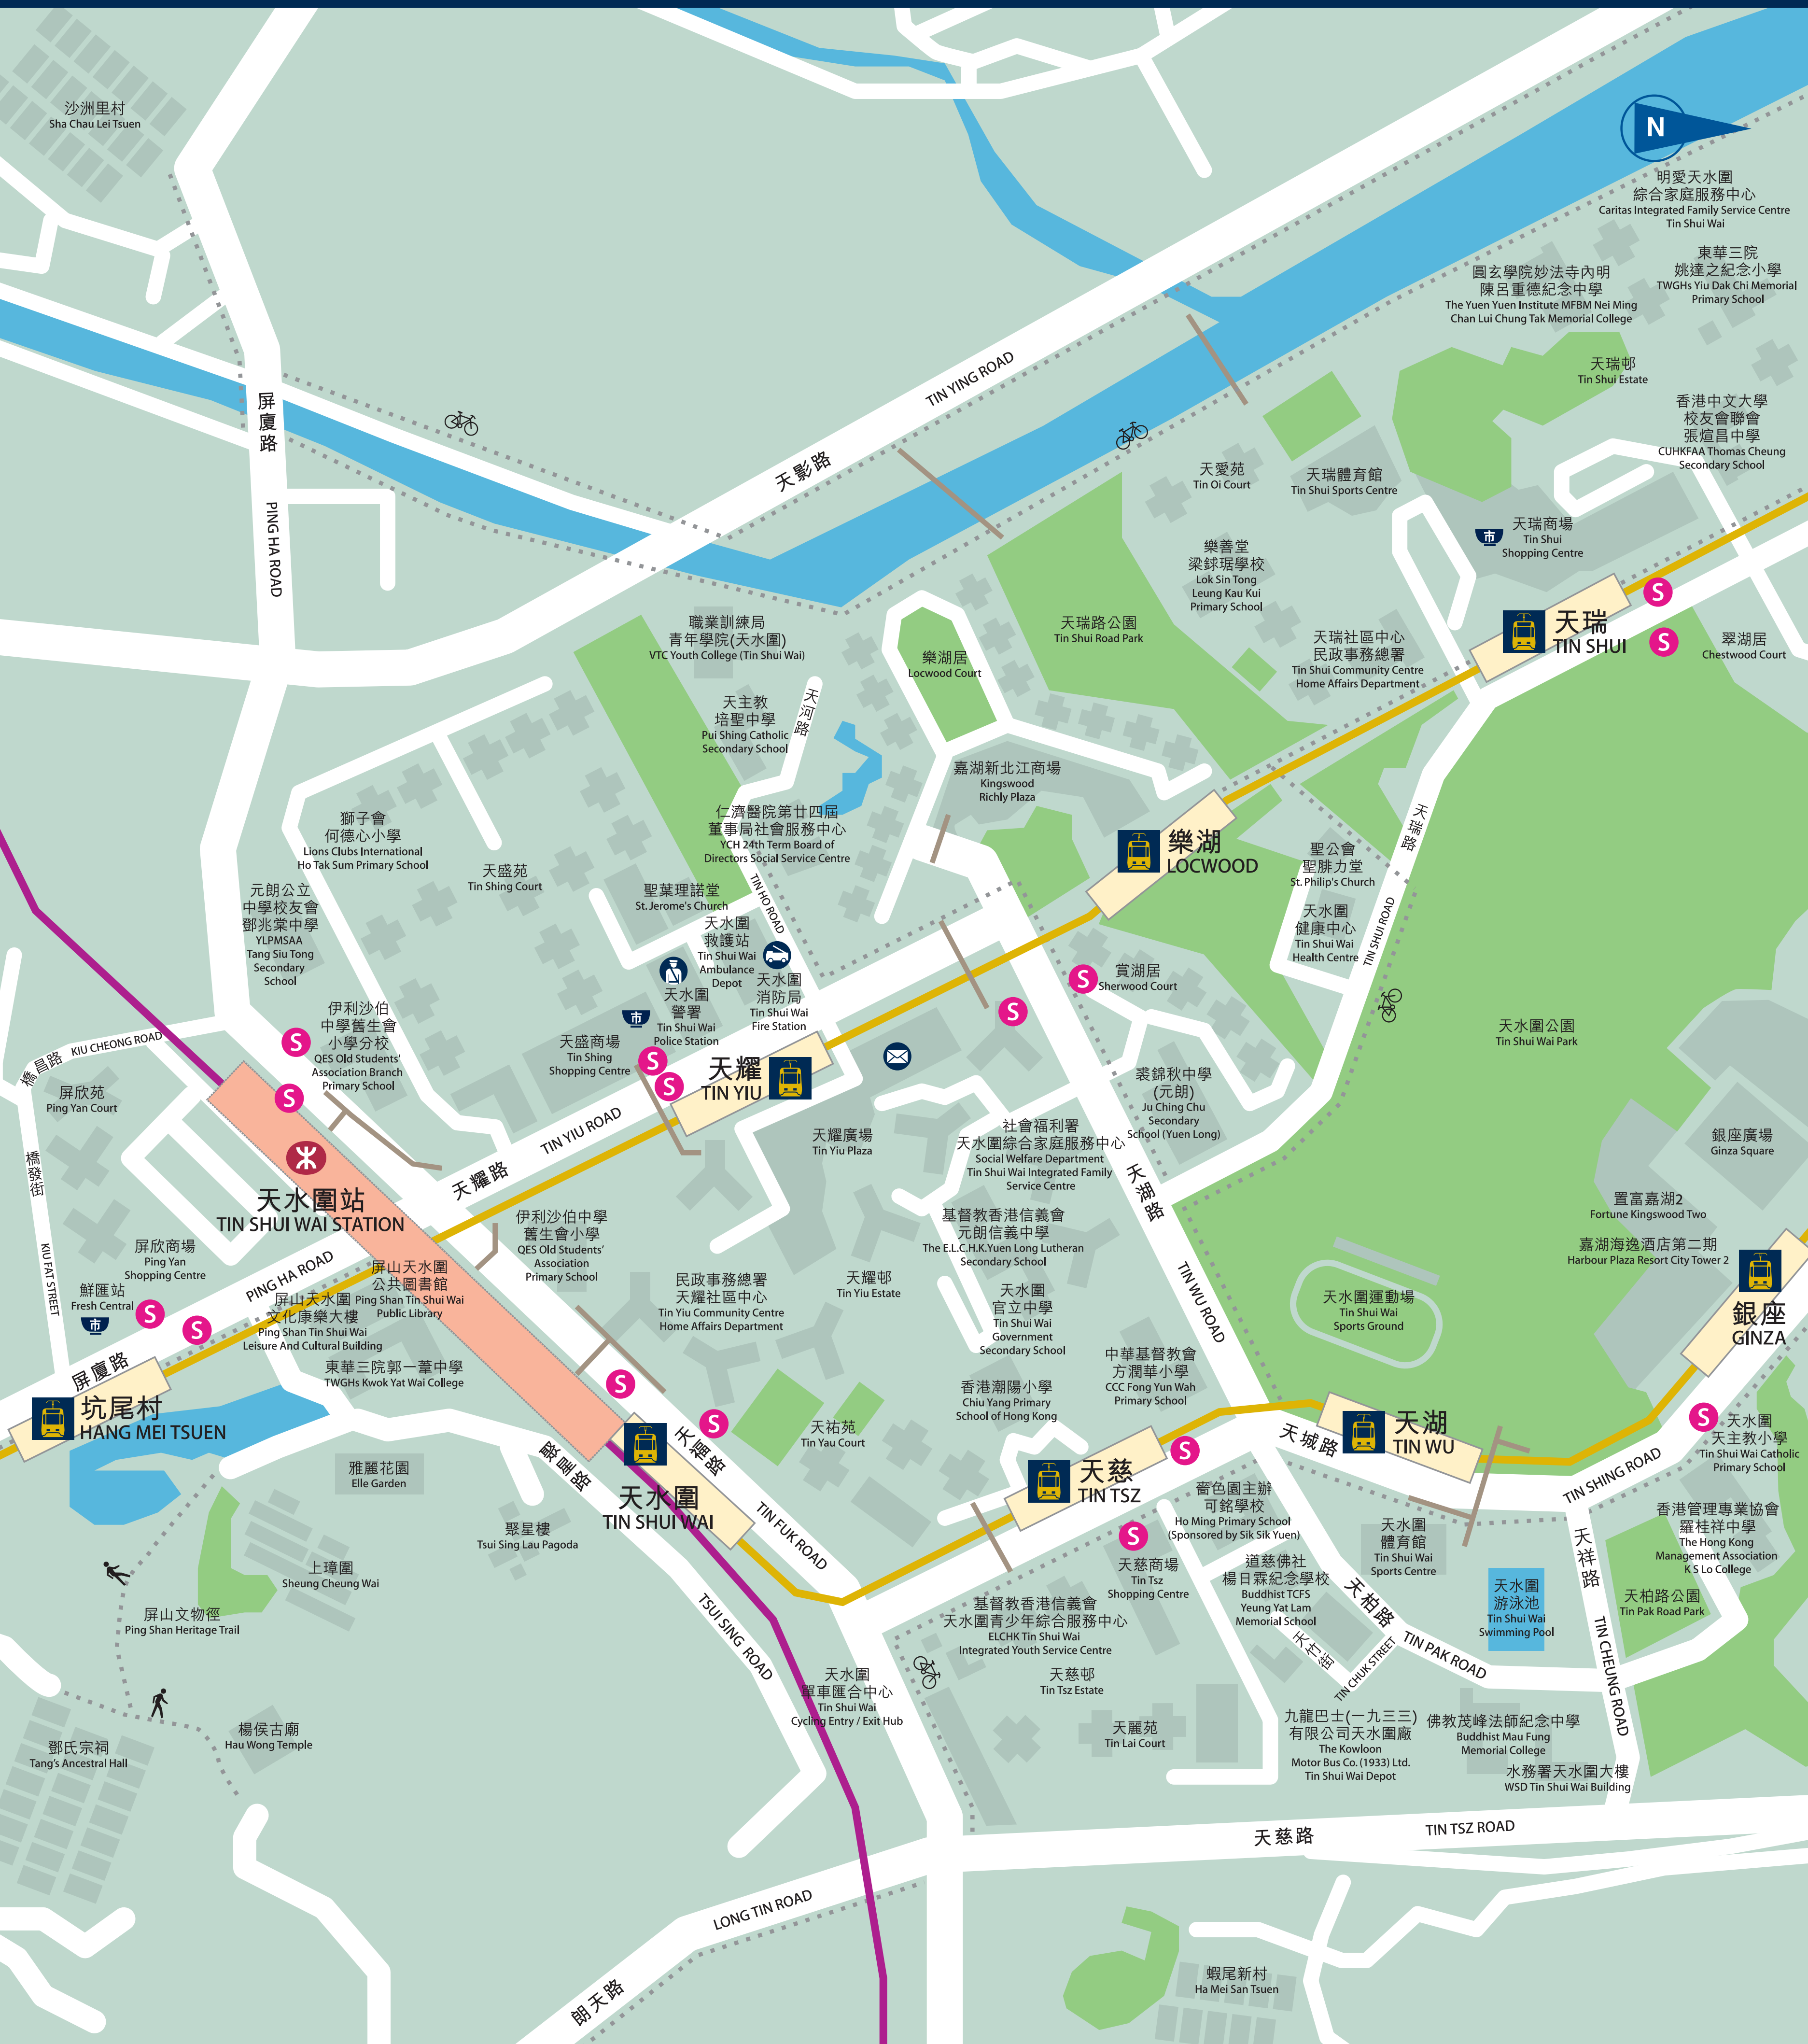 沙洲里村
Sha Chau Lei Tsuen
N
明愛天水圍
綜合家庭服務中心
Caritas Integrated Family Service Centre
Tin Shui Wai
東華三院
姚達之紀念小學
TWGHs Yiu Dak Chi Memorial
Primary School
圓玄學院妙法寺內明
陳呂重德紀念中學
The Yuen Yuen Institute MFBM Nei Ming
Chan Lui Chung Tak Memorial College
天瑞邨
Tin Shui Estate
香港中文大學
校友會聯會
張煊昌中學
CUHKFAA Thomas Cheung
Secondary School
屏廈路
PING HA ROAD
天影路
TIN YING ROAD
天愛苑
Tin Oi Court
天瑞體育館
Tin Shui Sports Centre
市
天瑞商場
Tin Shui
Shopping Centre
樂善堂
梁銶琚學校
Lok Sin Tong
Leung Kau Kui
Primary School
S
天瑞
TIN SHUI
S
翠湖居
Chestwood Court
天瑞路公園
Tin Shui Road Park
天瑞社區中心
民政事務總署
Tin Shui Community Centre
Home Affairs Department
職業訓練局
青年學院(天水圍)
VTC Youth College (Tin Shui Wai)
樂湖居
Locwood Court
天主教
培聖中學
Pui Shing Catholic
Secondary School
天河路
TIN HO ROAD
嘉湖新北江商場
Kingswood
Richly Plaza
仁濟醫院第廿四屆
董事局社會服務中心
YCH 24th Term Board of
Directors Social Service Centre
獅子會
何德心小學
Lions Clubs International
Ho Tak Sum Primary School
天盛苑
Tin Shing Court
樂湖
LOCWOOD
聖公會
聖腓力堂
St. Philip's Church
天瑞路
TIN SHUI ROAD
元朗公立
中學校友會
鄧兆棠中學
YLPMSAA
Tang Siu Tong
Secondary
School
聖葉理諾堂
St. Jerome's Church
天水圍
救護站
Tin Shui Wai
Ambulance
Depot
天水圍
健康中心
Tin Shui Wai
Health Centre
天水圍
消防局
Tin Shui Wai
Fire Station
天水圍
警署
Tin Shui Wai
Police Station
S
賞湖居
Sherwood Court
S
天水圍公園
Tin Shui Wai Park
伊利沙伯
中學舊生會
小學分校
QES Old Students'
Association Branch
Primary School
S
S
市
天盛商場
Tin Shing
Shopping Centre
S
S
天耀
TIN YIU
橋昌路
KIU CHEONG ROAD
屏欣苑
Ping Yan Court
裘錦秋中學
(元朗)
Ju Ching Chu
Secondary
School (Yuen Long)
天耀路
TIN YIU ROAD
天耀廣場
Tin Yiu Plaza
社會福利署
天水圍綜合家庭服務中心
Social Welfare Department
Tin Shui Wai Integrated Family
Service Centre
銀座廣場
Ginza Square
橋發街
KIU FAT STREET
天水圍站
TIN SHUI WAI STATION
天湖路
TIN WU ROAD
置富嘉湖2
Fortune Kingswood Two
伊利沙伯中學
舊生會小學
QES Old Students'
Association
Primary School
基督教香港信義會
元朗信義中學
The E.L.C.H.K.Yuen Long Lutheran
Secondary School
嘉湖海逸酒店第二期
Harbour Plaza Resort City Tower 2
屏欣商場
Ping Yan
Shopping Centre
PING HA ROAD
屏廈路
屏山天水圍
公共圖書館
Ping Shan Tin Shui Wai
Public Library
民政事務總署
天耀社區中心
Tin Yiu Community Centre
Home Affairs Department
天耀邨
Tin Yiu Estate
鮮匯站
Fresh Central
市
S
S
屏山天水圍
文化康樂大樓
Ping Shan Tin Shui Wai
Leisure And Cultural Building
天水圍
官立中學
Tin Shui Wai
Government
Secondary School
天水圍運動場
Tin Shui Wai
Sports Ground
銀座
GINZA
東華三院郭一葦中學
TWGHs Kwok Yat Wai College
中華基督教會
方潤華小學
CCC Fong Yun Wah
Primary School
S
香港潮陽小學
Chiu Yang Primary
School of Hong Kong
坑尾村
HANG MEI TSUEN
S
天祐苑
Tin Yau Court
天福路
TIN FUK ROAD
S
天城路
天湖
TIN WU
S
天水圍
天主教小學
Tin Shui Wai Catholic
Primary School
雅麗花園
Elle Garden
聚星路
TSUI SING ROAD
天水圍
TIN SHUI WAI
天慈
TIN TSZ
TIN SHING ROAD
嗇色園主辦
可銘學校
Ho Ming Primary School
(Sponsored by Sik Sik Yuen)
聚星樓
Tsui Sing Lau Pagoda
S
天水圍
體育館
Tin Shui Wai
Sports Centre
香港管理專業協會
羅桂祥中學
The Hong Kong
Management Association
K S Lo College
天祥路
TIN CHEUNG ROAD
上璋圍
Sheung Cheung Wai
天慈商場
Tin Tsz
Shopping Centre
道慈佛社
楊日霖紀念學校
Buddhist TCFS
Yeung Yat Lam
Memorial School
天水圍
游泳池
Tin Shui Wai
Swimming Pool
天柏路公園
Tin Pak Road Park
屏山文物徑
Ping Shan Heritage Trail
基督教香港信義會
天水圍青少年綜合服務中心
ELCHK Tin Shui Wai
Integrated Youth Service Centre
天柏路
TIN PAK ROAD
天竹街
TIN CHUK STREET
天慈邨
Tin Tsz Estate
天水圍
單車匯合中心
Tin Shui Wai
Cycling Entry / Exit Hub
楊侯古廟
Hau Wong Temple
鄧氏宗祠
Tang's Ancestral Hall
天麗苑
Tin Lai Court
九龍巴士(一九三三)
有限公司天水圍廠
The Kowloon
Motor Bus Co. (1933) Ltd.
Tin Shui Wai Depot
佛教茂峰法師紀念中學
Buddhist Mau Fung
Memorial College
水務署天水圍大樓
WSD Tin Shui Wai Building
天慈路
TIN TSZ ROAD
LONG TIN ROAD
朗天路
蝦尾新村
Ha Mei San Tsuen